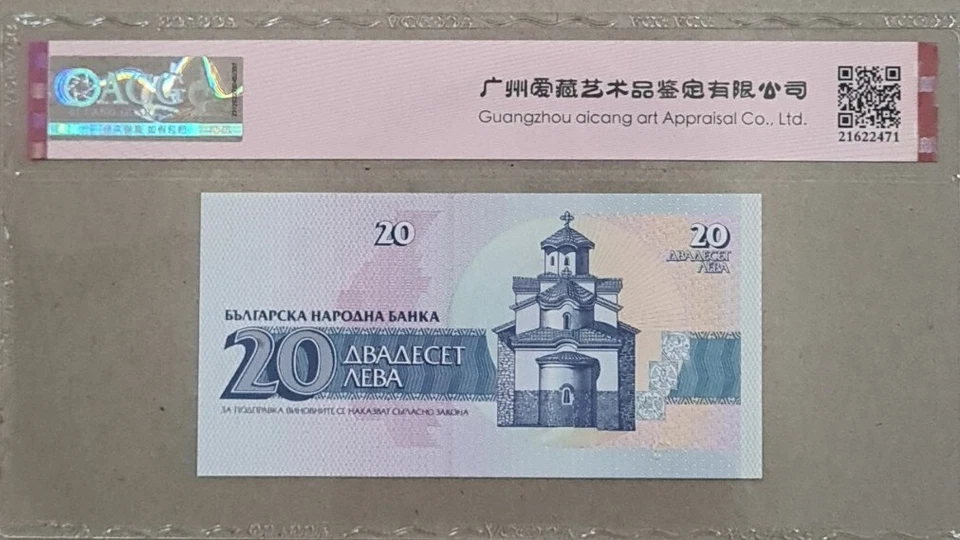 ACG
广州爱藏艺术品鉴定有限公司
Guangzhou aicang art Appraisal Co., Ltd.
21622471
20
20
ДВАДЕСЕТ
ЛЕВА
БЪЛГАРСКА НАРОДНА БАНКА
20 ДВАДЕСЕТ
ЛЕВА
ЗА ПОДПРАВКА ВИНОВНИТЕ СЕ НАКАЗВАТ СЪГЛАСНО ЗАКОНА